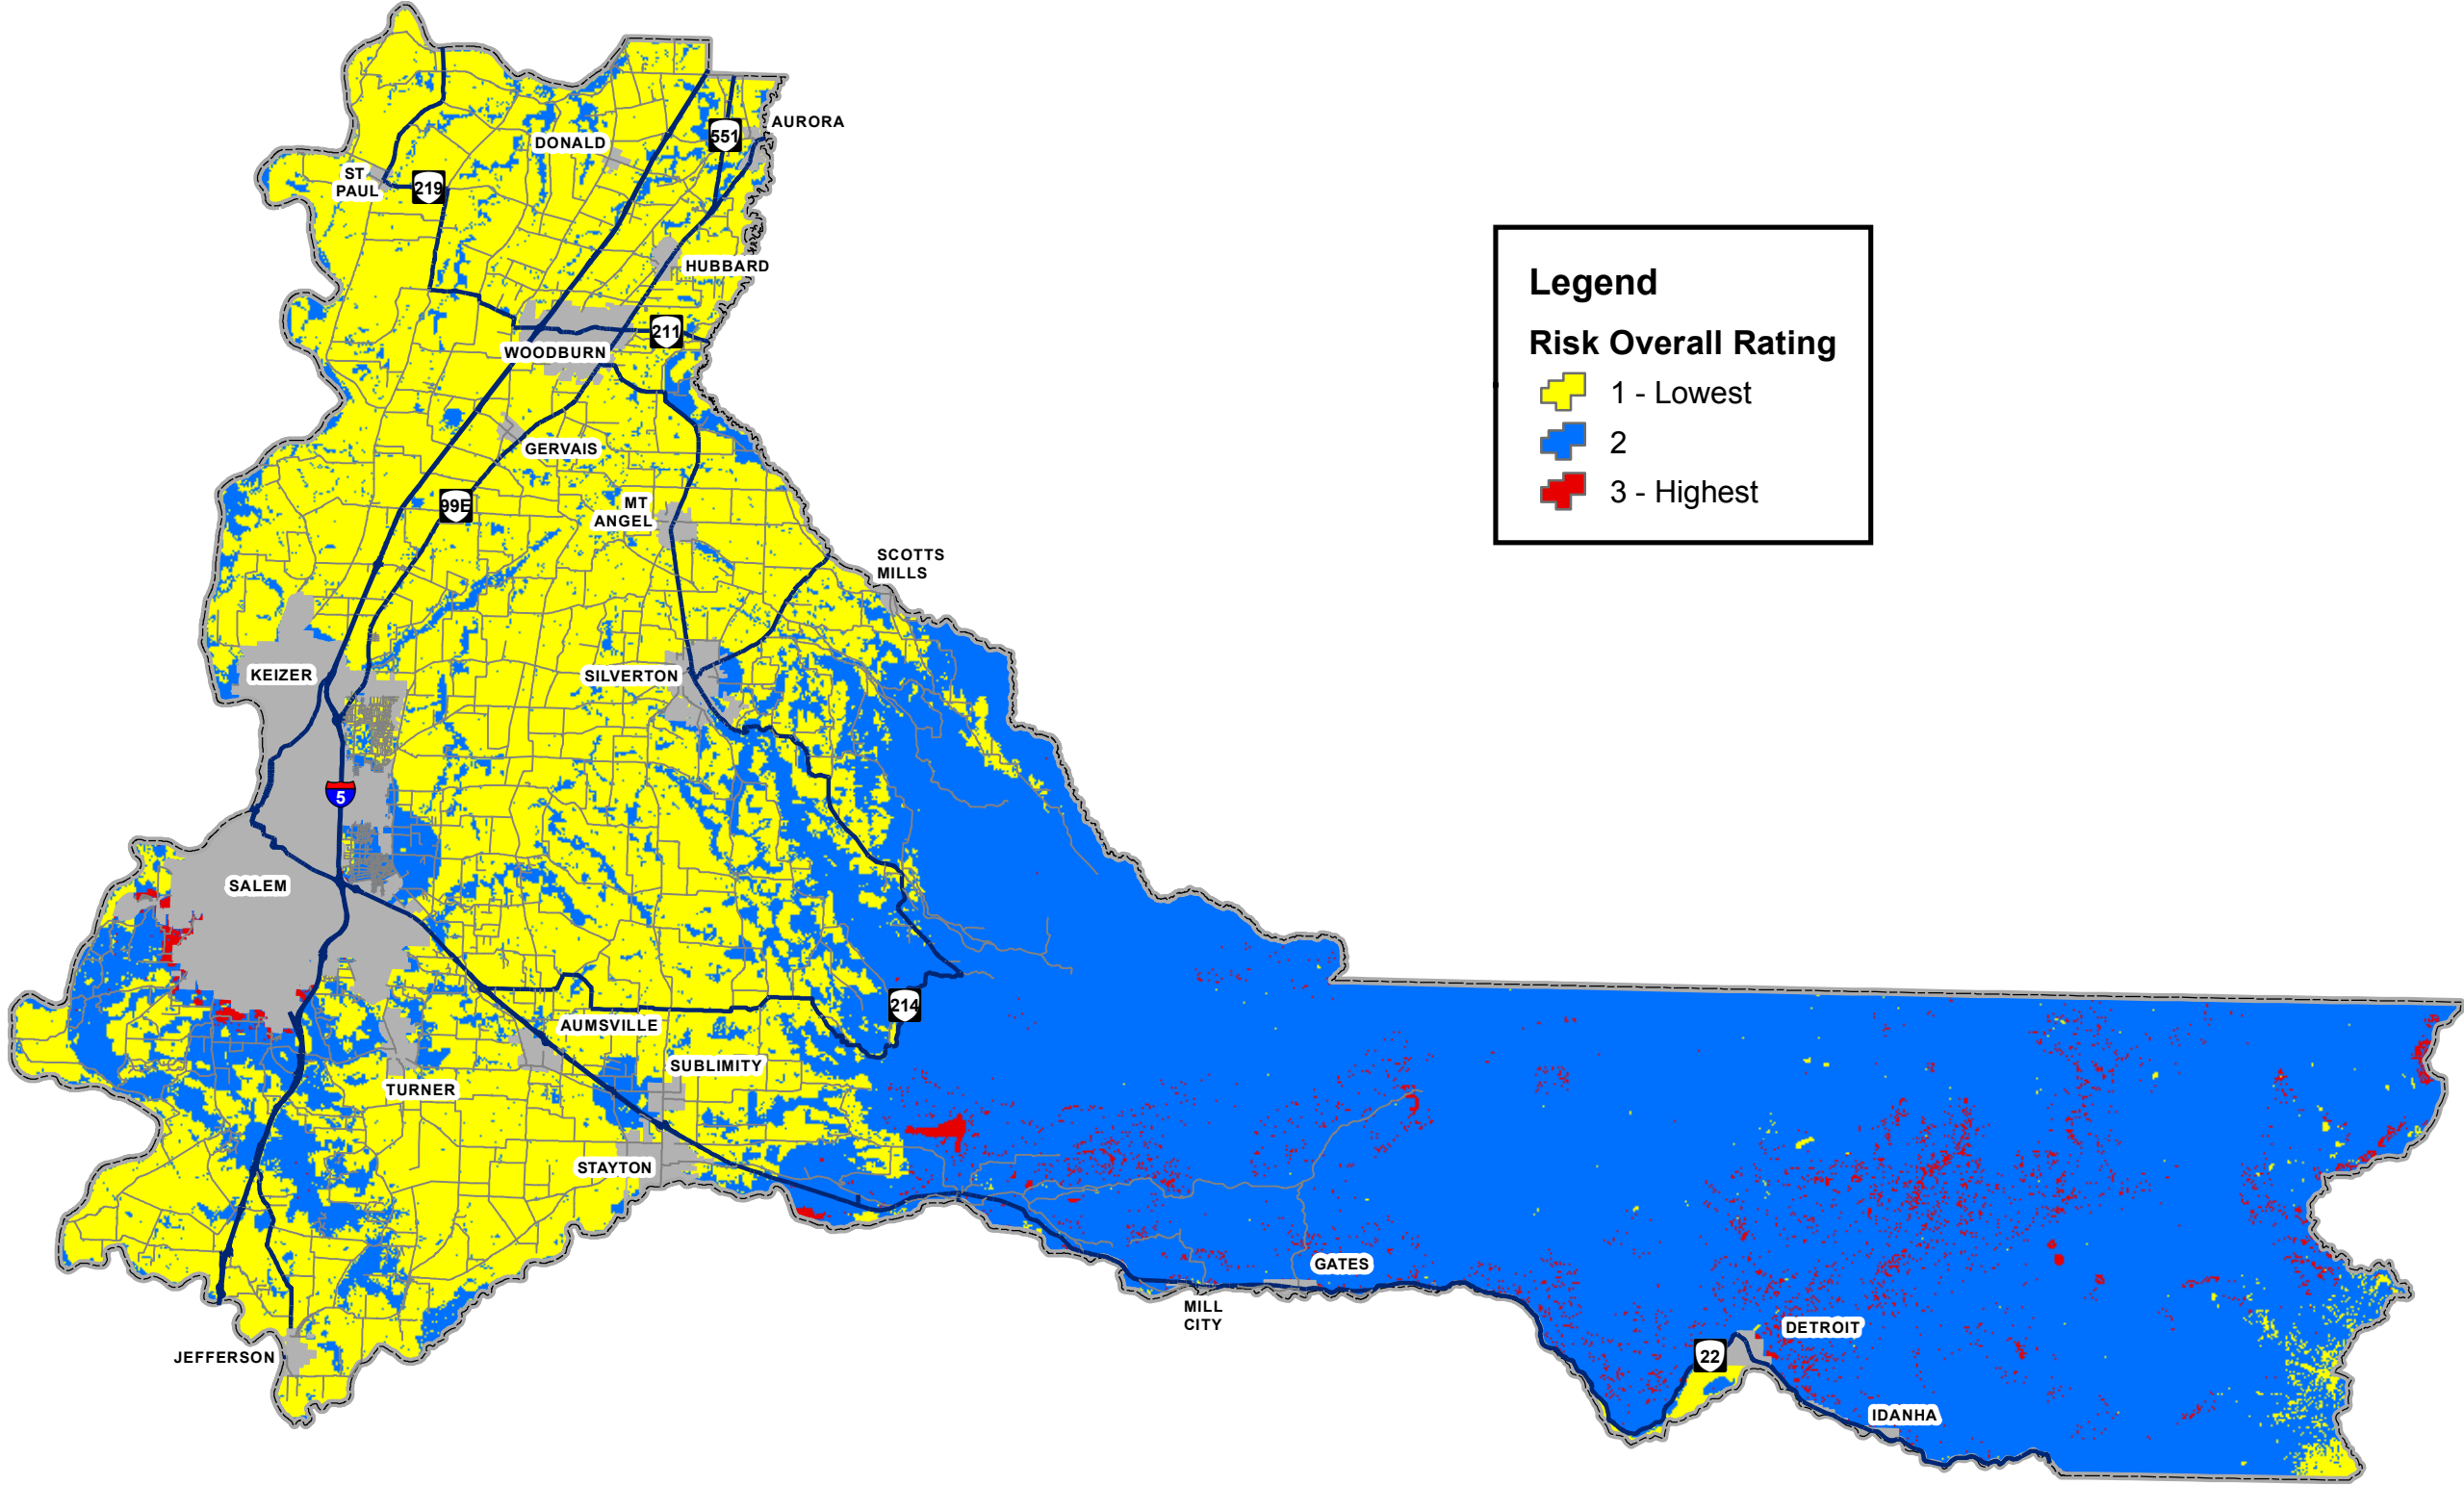 AURORA
551
DONALD
ST
PAUL
219
HUBBARD
Legend
Risk Overall Rating
1 - Lowest
2
3 - Highest
211
WOODBURN
GERVAIS
99E
MT
ANGEL
SCOTTS
MILLS
KEIZER
SILVERTON
5
SALEM
214
AUMSVILLE
SUBLIMITY
TURNER
STAYTON
GATES
MILL
CITY
DETROIT
22
JEFFERSON
IDANHA